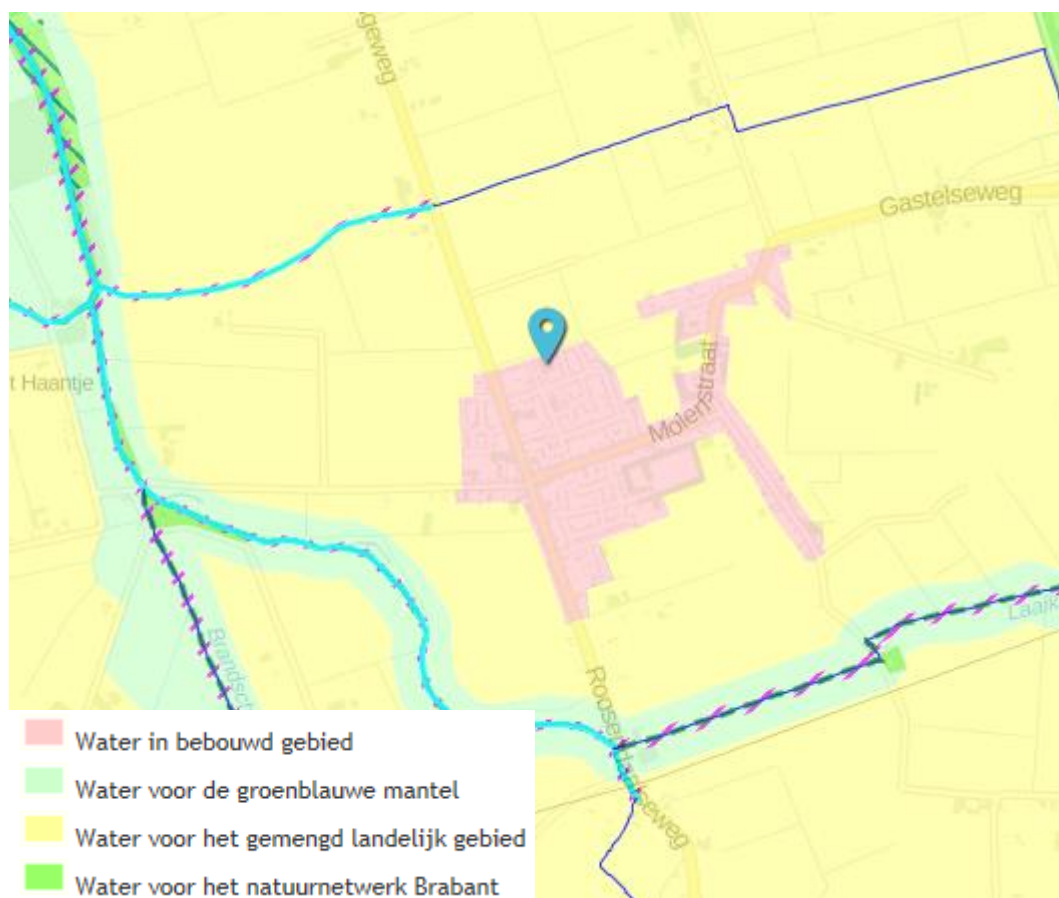 Gastelseweg
t Haantje
Molenstraat
Water in bebouwd gebied
Water voor de groenblauwe mantel
Water voor het gemengd landelijk gebied
Water voor het natuurnetwerk Brabant